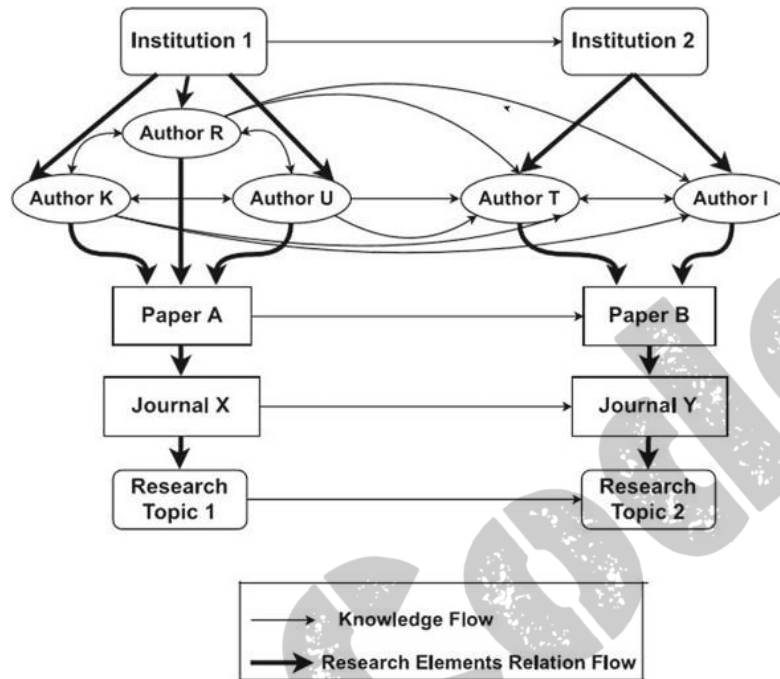 Institution 1
Institution 2
Author R
Author K
Author U
Author T
Author I
Paper A
Paper B
Journal X
Journal Y
Research
Topic 1
Research
Topic 2
Knowledge Flow
Research Elements Relation Flow